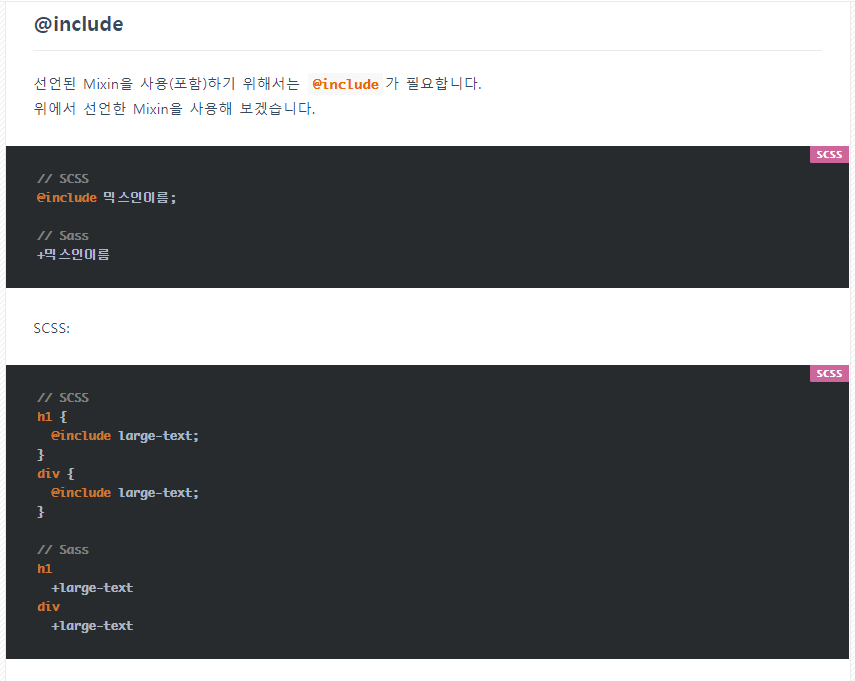 @include
선언된 Mixin을 사용(포함)하기 위해서는 @include 가 필요합니다.
위에서 선언한 Mixin을 사용해 보겠습니다.
SCSS
// SCSS
@include 믹스인이름;
// Sass
+믹스인이름
SCSS:
SCSS
// SCSS
h1 {
  @include large-text;
}
div {
  @include large-text;
}
// Sass
h1
  +large-text
div
  +large-text